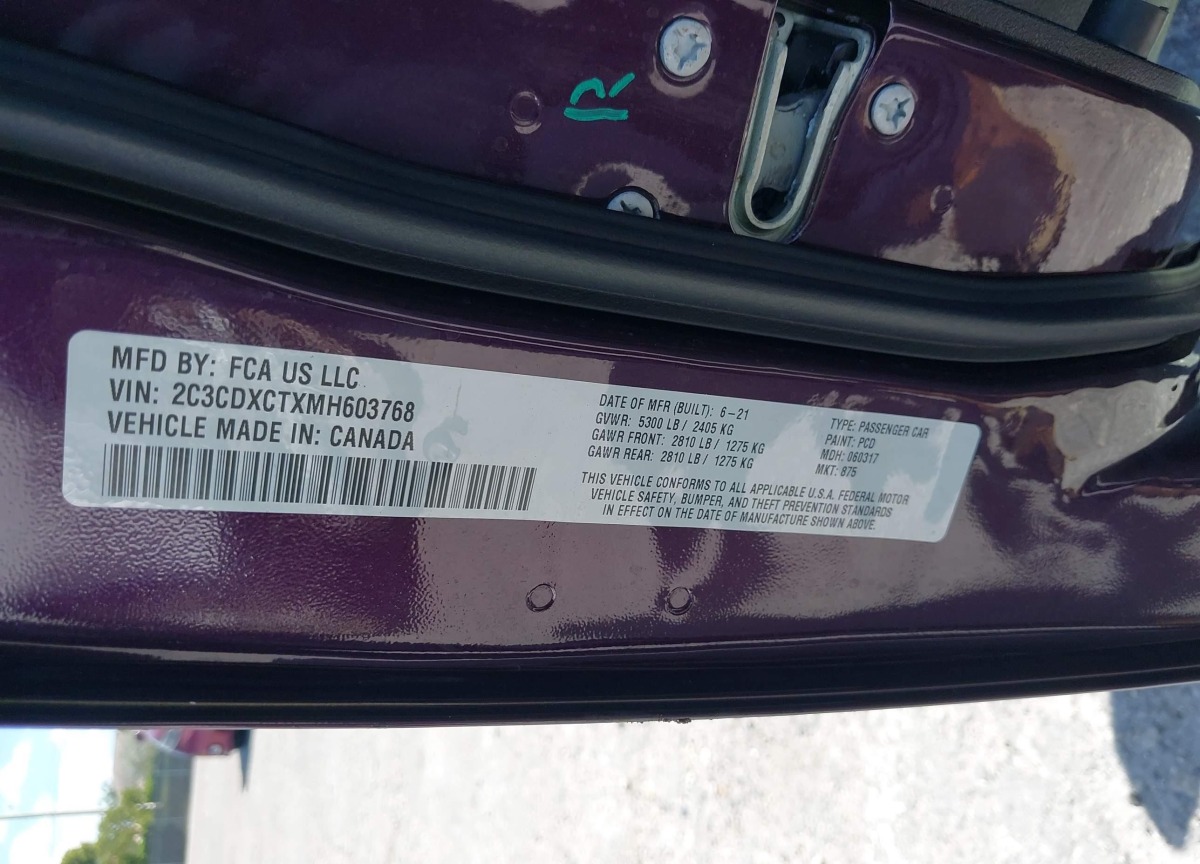 R
MFD BY: FCA US LLC
VIN: 2C3CDXCTXMH603768
VEHICLE MADE IN: CANADA
DATE OF MFR (BUILT): 6-21
GVWR: 5300 LB / 2405 KG
GAWR FRONT: 2810 LB / 1275 KG
GAWR REAR: 2810 LB / 1275 KG
TYPE: PASSENGER CAR
PAINT: PCD
MDH: 060317
MKT: 875
THIS VEHICLE CONFORMS TO ALL APPLICABLE U.S.A. FEDERAL MOTOR
VEHICLE SAFETY, BUMPER, AND THEFT PREVENTION STANDARDS
IN EFFECT ON THE DATE OF MANUFACTURE SHOWN ABOVE.